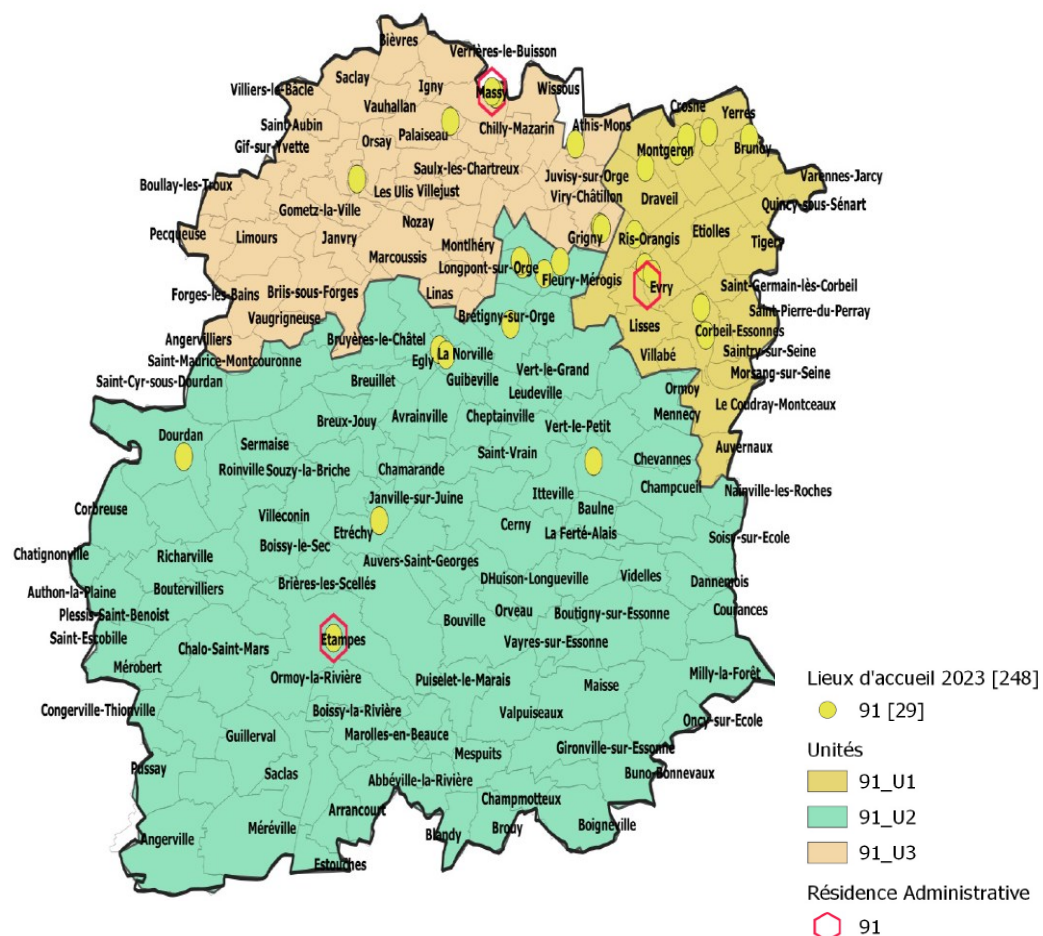 Bièvres
Verrières-le-Buisson
Saclay
Igny
Massy
Wissous
Villiers-le-Bâcle
Vauhallan
Crosne
Yerres
Saint-Aubin
Palaiseau
Chilly-Mazarin
Athis-Mons
Gif-sur-Yvette
Orsay
Montgeron
Brunoy
Saulx-les-Chartreux
Juvisy-sur-Orge
Varennes-Jarcy
Boullay-les-Troux
Les Ulis
Villejust
Viry-Châtillon
Draveil
Quincy-sous-Sénart
Gometz-la-Ville
Nozay
Etiolles
Pecqueuse
Limours
Janvry
Montlhéry
Grigny
Ris-Orangis
Tigery
Marcoussis
Longpont-sur-Orge
Fleury-Mérogis
Evry
Saint-Germain-lès-Corbeil
Forges-les-Bains
Briis-sous-Forges
Linas
Saint-Pierre-du-Perray
Vaugrigneuse
Brétigny-sur-Orge
Lisses
Corbeil-Essonnes
Angervilliers
Bruyères-le-Châtel
Saint-Maurice-Montcouronne
Egly
La Norville
Villabé
Saintry-sur-Seine
Saint-Cyr-sous-Dourdan
Breuillet
Guibeville
Vert-le-Grand
Morsang-sur-Seine
Leudeville
Ormoy
Le Coudray-Montceaux
Breux-Jouy
Avrainville
Cheptainville
Mennecy
Dourdan
Vert-le-Petit
Sermaise
Saint-Vrain
Auvernaux
Roinville
Souzy-la-Briche
Chamarande
Chevannes
Janville-sur-Juine
Itteville
Champcueil
Nainville-les-Roches
Corbreuse
Villeconin
Baulne
Etréchy
Cerny
La Ferté-Alais
Soisy-sur-Ecole
Chatignonville
Richarville
Boissy-le-Sec
Auvers-Saint-Georges
Authon-la-Plaine
Boutervilliers
Brières-les-Scellés
DHuison-Longueville
Videlles
Dannemois
Plessis-Saint-Benoist
Orveau
Boutigny-sur-Essonne
Courances
Saint-Escobille
Etampes
Bouville
Chalo-Saint-Mars
Vayres-sur-Essonne
Mérobert
Ormoy-la-Rivière
Puiselet-le-Marais
Maisse
Milly-la-Forêt
Congerville-Thionville
Boissy-la-Rivière
Valpuiseaux
Oncy-sur-Ecole
Guillerval
Marolles-en-Beauce
Mespuits
Gironville-sur-Essonne
Pussay
Saclas
Abbéville-la-Rivière
Buno-Bonnevaux
Champmotteux
Arrancourt
Angerville
Méréville
Blandy
Brouy
Boigneville
Estouches
Lieux d'accueil 2023 [248]
91 [29]
Unités
91_U1
91_U2
91_U3
Résidence Administrative
91